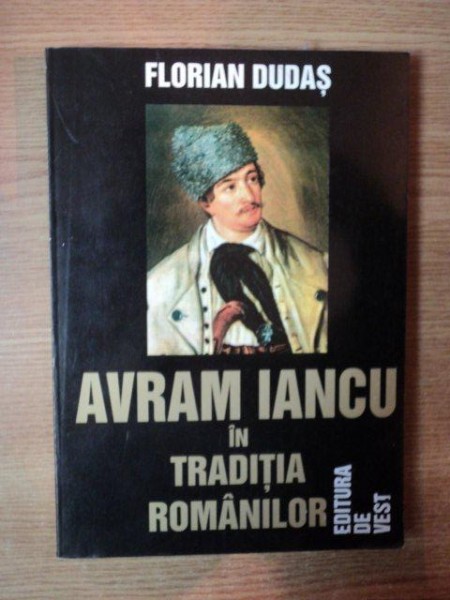 FLORIAN DUDAȘ
AVRAM IANCU
ÎN
TRADIȚIA
ROMÂNILOR
EDITURA
DE
VEST